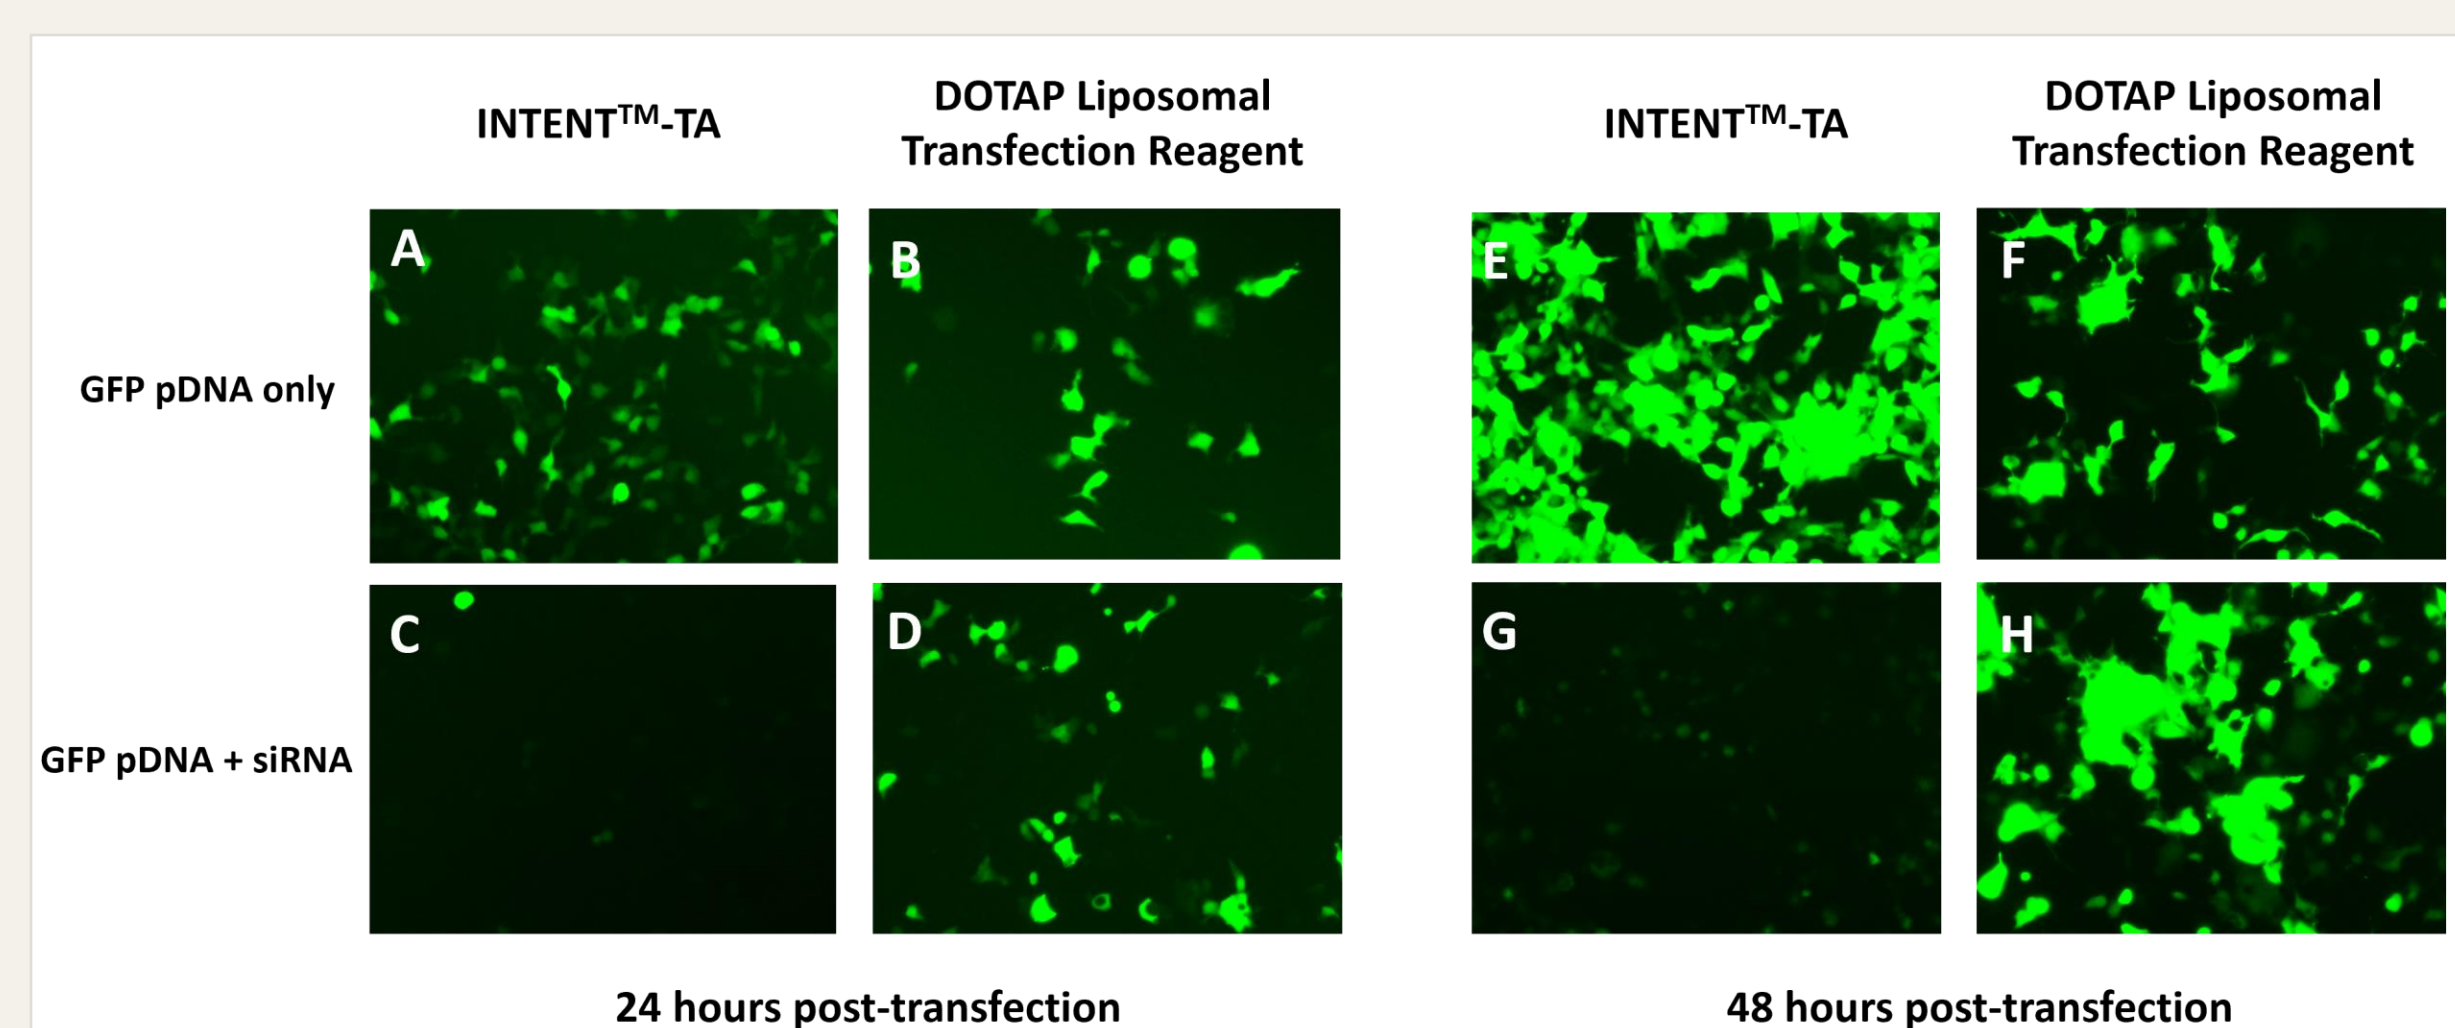 INTENT™-TA
DOTAP Liposomal
Transfection Reagent
INTENT™-TA
DOTAP Liposomal
Transfection Reagent
GFP pDNA only
A
B
E
F
GFP pDNA + siRNA
C
D
G
H
24 hours post-transfection
48 hours post-transfection